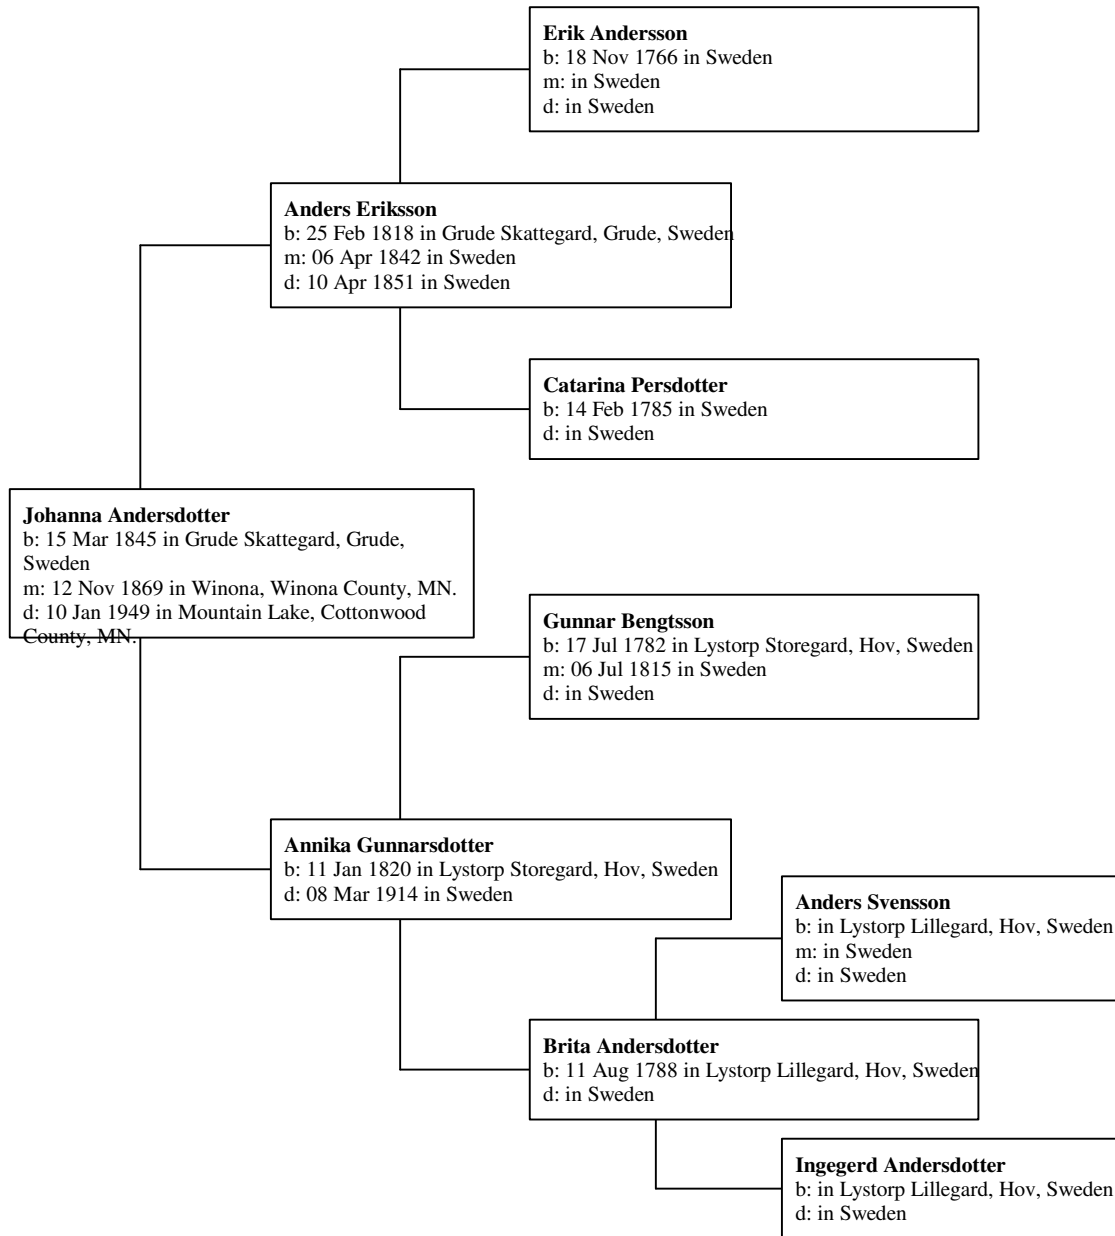 Erik Andersson
b: 18 Nov 1766 in Sweden
m: in Sweden
d: in Sweden
Anders Eriksson
b: 25 Feb 1818 in Grude Skattegard, Grude, Sweden
m: 06 Apr 1842 in Sweden
d: 10 Apr 1851 in Sweden
Catarina Persdotter
b: 14 Feb 1785 in Sweden
d: in Sweden
Johanna Andersdotter
b: 15 Mar 1845 in Grude Skattegard, Grude,
Sweden
m: 12 Nov 1869 in Winona, Winona County, MN.
d: 10 Jan 1949 in Mountain Lake, Cottonwood
County, MN.
Gunnar Bengtsson
b: 17 Jul 1782 in Lystorp Storegard, Hov, Sweden
m: 06 Jul 1815 in Sweden
d: in Sweden
Annika Gunnarsdotter
b: 11 Jan 1820 in Lystorp Storegard, Hov, Sweden
d: 08 Mar 1914 in Sweden
Anders Svensson
b: in Lystorp Lillegard, Hov, Sweden
m: in Sweden
d: in Sweden
Brita Andersdotter
b: 11 Aug 1788 in Lystorp Lillegard, Hov, Sweden
d: in Sweden
Ingegerd Andersdotter
b: in Lystorp Lillegard, Hov, Sweden
d: in Sweden